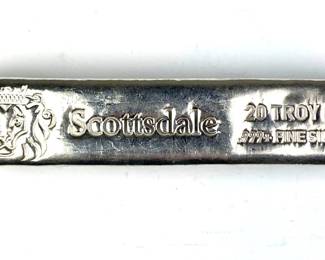 Scottsdale
20 TROY
.999+ FINE SI